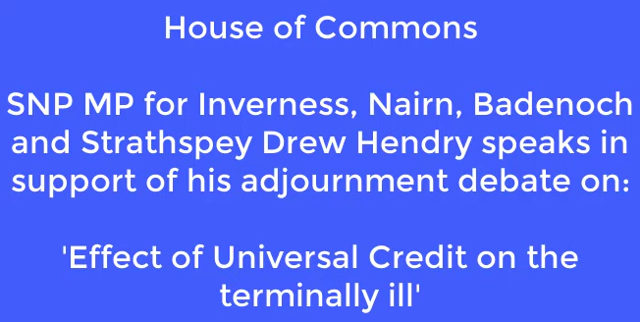 House of Commons
SNP MP for Inverness, Nairn, Badenoch
and Strathspey Drew Hendry speaks in
support of his adjournment debate on:
'Effect of Universal Credit on the
terminally ill'